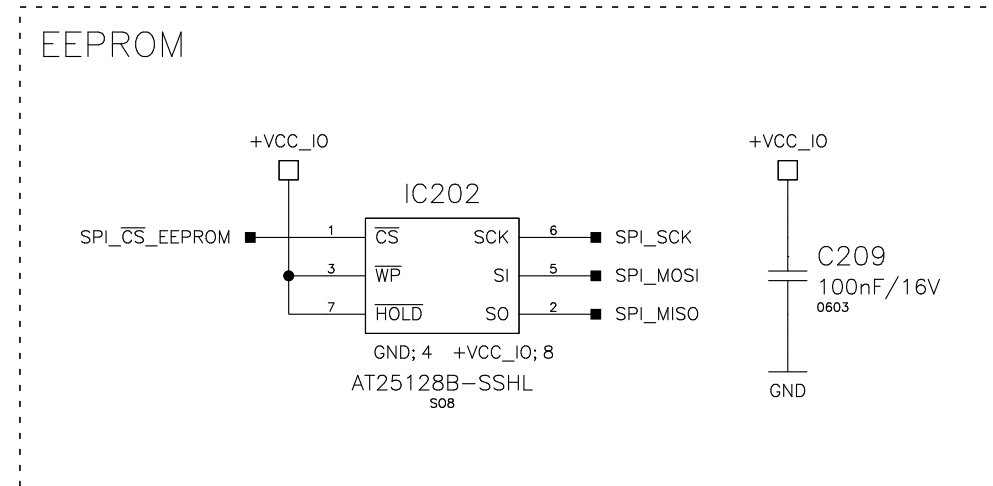 EEPROM
+VCC_IO
+VCC_IO
IC202
SPI_CS_EEPROM 1 CS SCK 6 SPI_SCK
3 WP SI 5 SPI_MOSI
7 HOLD SO 2 SPI_MISO
GND; 4 +VCC_IO; 8
AT25128B-SSHL
SO8
C209
100nF/16V
0603
GND